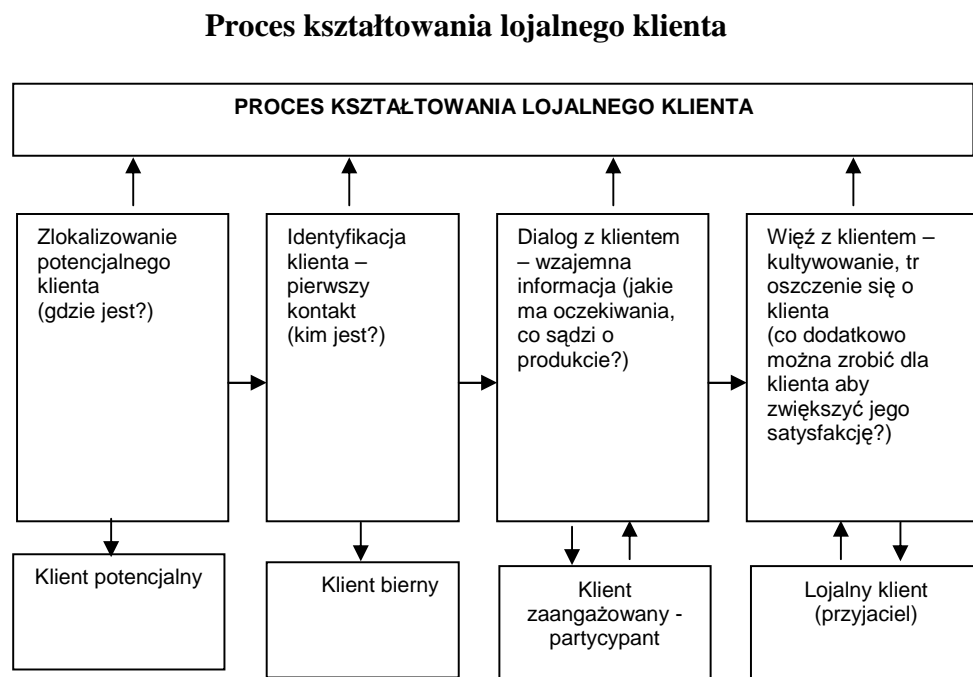 Proces kształtowania lojalnego klienta
PROCES KSZTAŁTOWANIA LOJALNEGO KLIENTA
Zlokalizowanie
potencjalnego
klienta
(gdzie jest?)
Identyfikacja
klienta –
pierwszy
kontakt
(kim jest?)
Dialog z klientem
– wzajemna
informacja (jakie
ma oczekiwania,
co sądzi o
produkcie?)
Więź z klientem –
kultywowanie, tr
oszczenie się o
klienta
(co dodatkowo
można zrobić dla
klienta aby
zwiększyć jego
satysfakcję?)
Klient potencjalny
Klient bierny
Klient
zaangażowany -
partycypant
Lojalny klient
(przyjaciel)